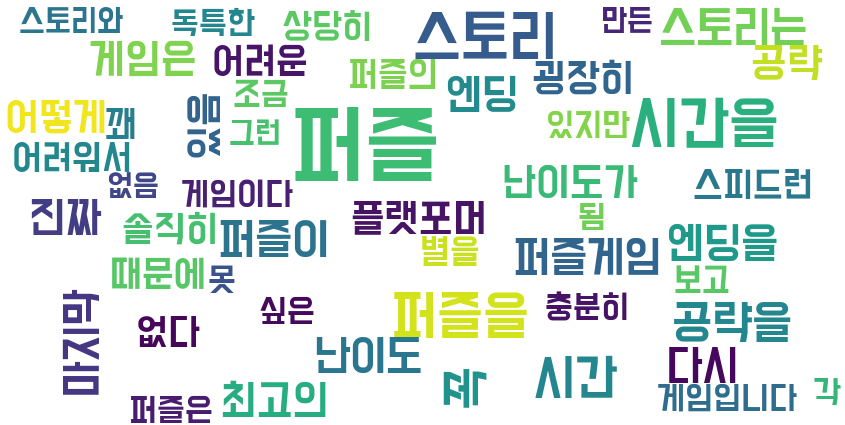 스토리와
독특한
상당히
스토리
만든
스토리는
게임은
어려운
퍼즐의
엔딩
굉장히
공략
어떻게
꽤
있음
조금
그런
퍼즐
있지만
시간을
어려워서
없음
게임이다
난이도가
스피드런
진짜
솔직히
퍼즐이
플랫포머
됨
별을
퍼즐게임
엔딩을
때문에
못
보고
마지막
없다
싶은
퍼즐을
충분히
공략을
난이도
꼭
시간
다시
게임입니다
각
퍼즐은
최고의